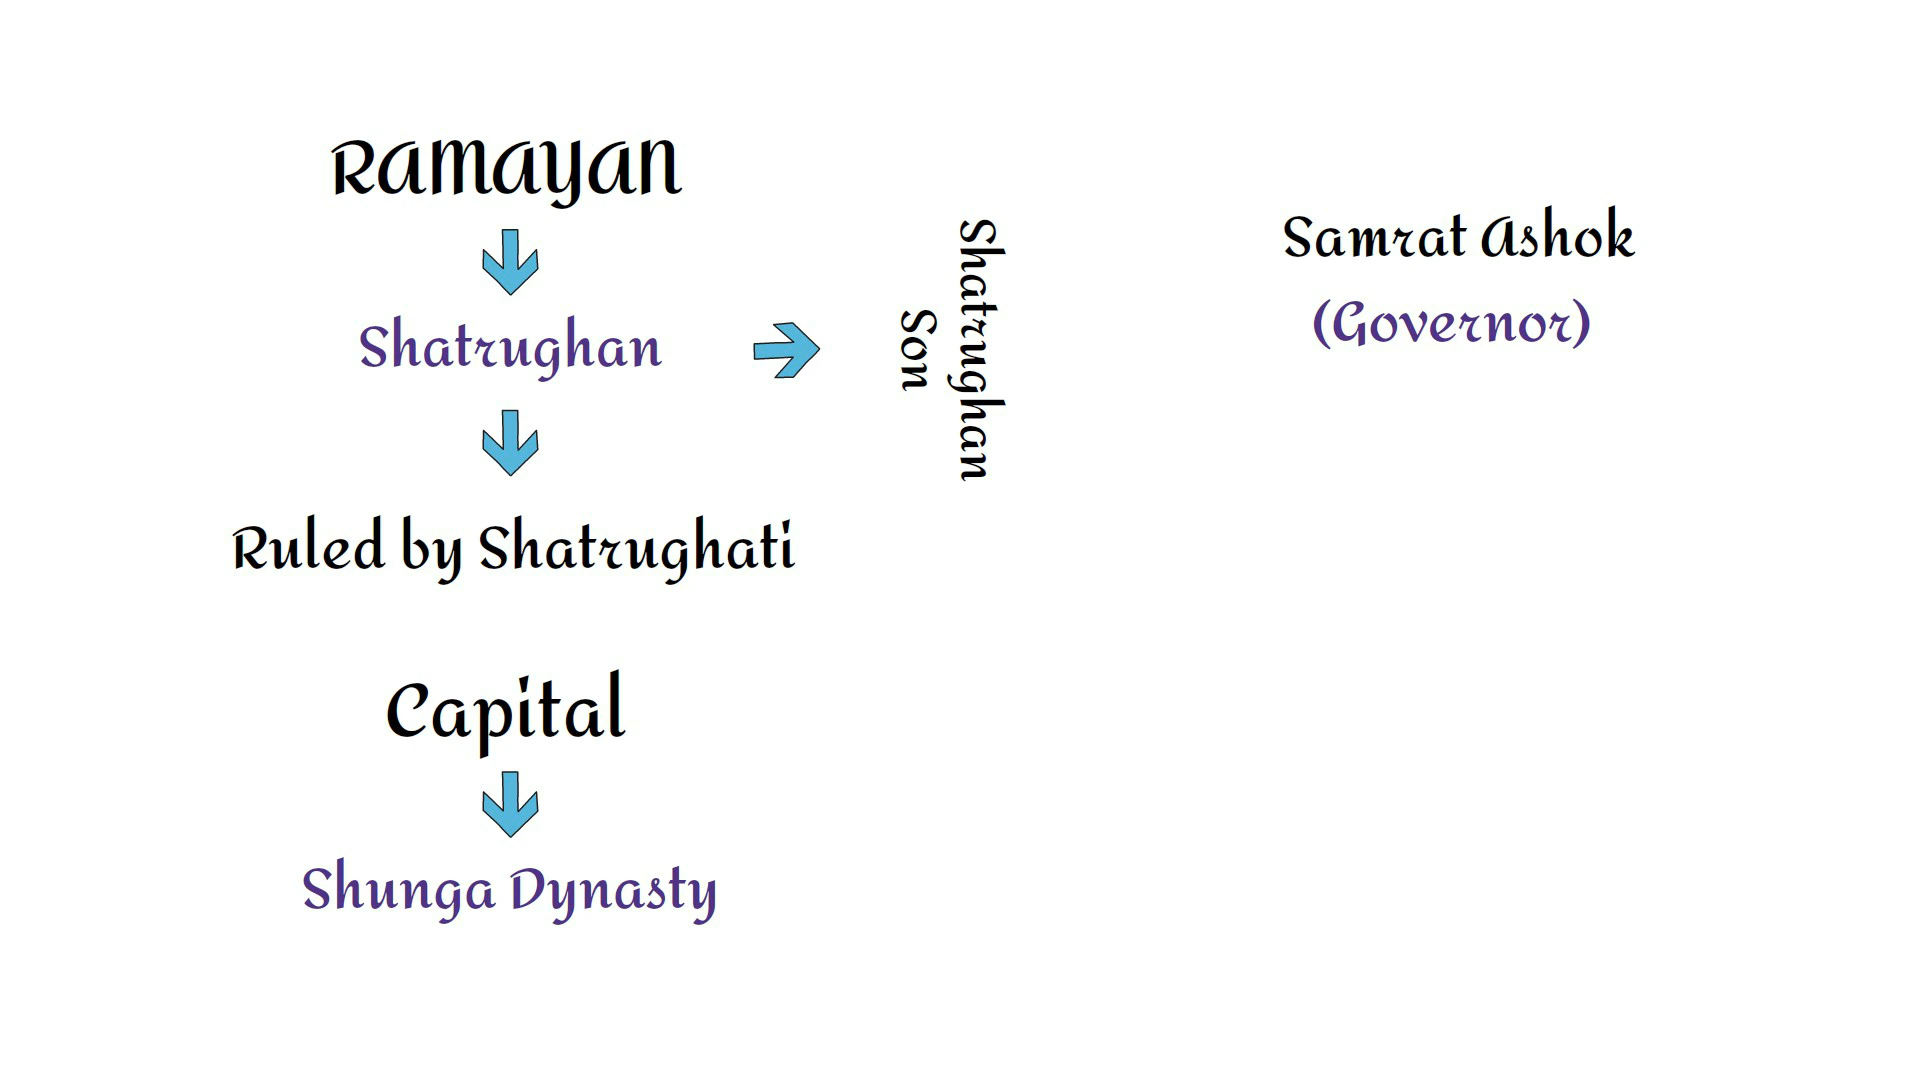 Ramayan
Shatrughan
Ruled by Shatrughati
Capital
Shunga Dynasty
Shatrughan
Son
Samrat Ashok
(Governor)